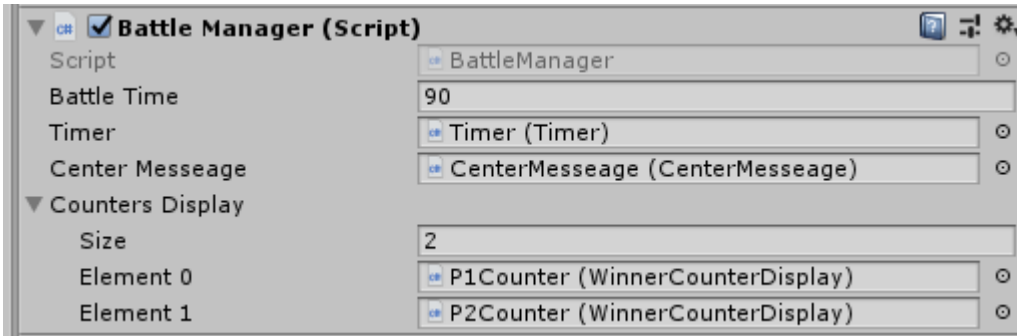 Battle Manager (Script)
Script BattleManager
Battle Time 90
Timer Timer (Timer)
Center Messeage CenterMesseage (CenterMesseage)
Counters Display
Size 2
Element 0 P1Counter (WinnerCounterDisplay)
Element 1 P2Counter (WinnerCounterDisplay)